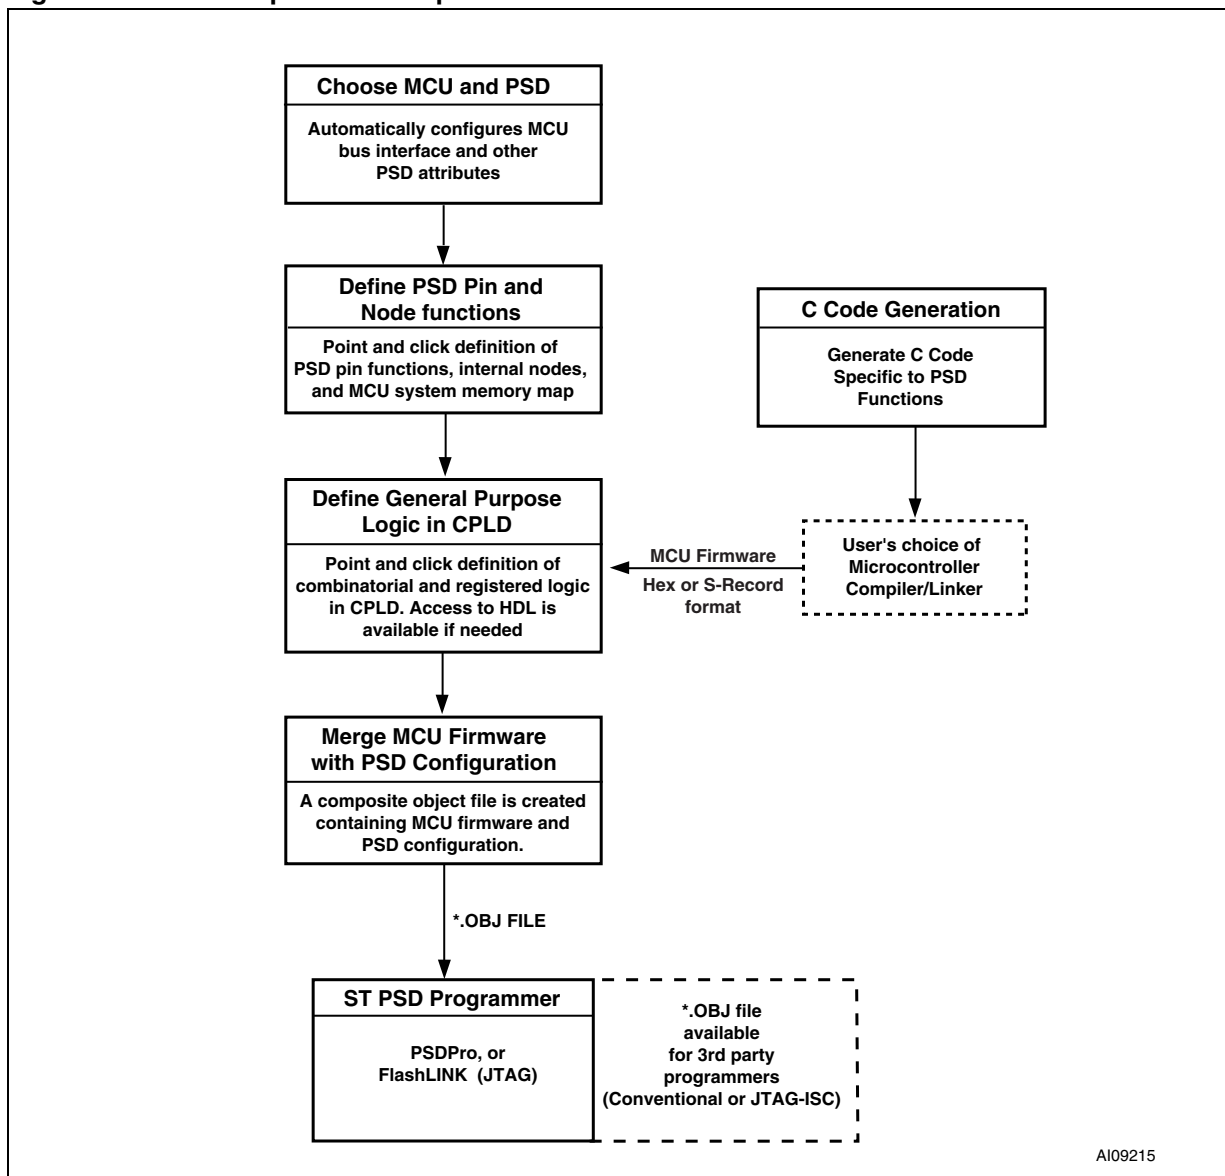 Choose MCU and PSD
Automatically configures MCU
bus interface and other
PSD attributes
Define PSD Pin and
Node functions
Point and click definition of
PSD pin functions, internal nodes,
and MCU system memory map
C Code Generation
Generate C Code
Specific to PSD
Functions
Define General Purpose
Logic in CPLD
Point and click definition of
combinatorial and registered logic
in CPLD. Access to HDL is
available if needed
MCU Firmware
Hex or S-Record
format
User's choice of
Microcontroller
Compiler/Linker
Merge MCU Firmware
with PSD Configuration
A composite object file is created
containing MCU firmware and
PSD configuration.
*.OBJ FILE
ST PSD Programmer
PSDPro, or
FlashLINK (JTAG)
*.OBJ file
available
for 3rd party
programmers
(Conventional or JTAG-ISC)
AI09215